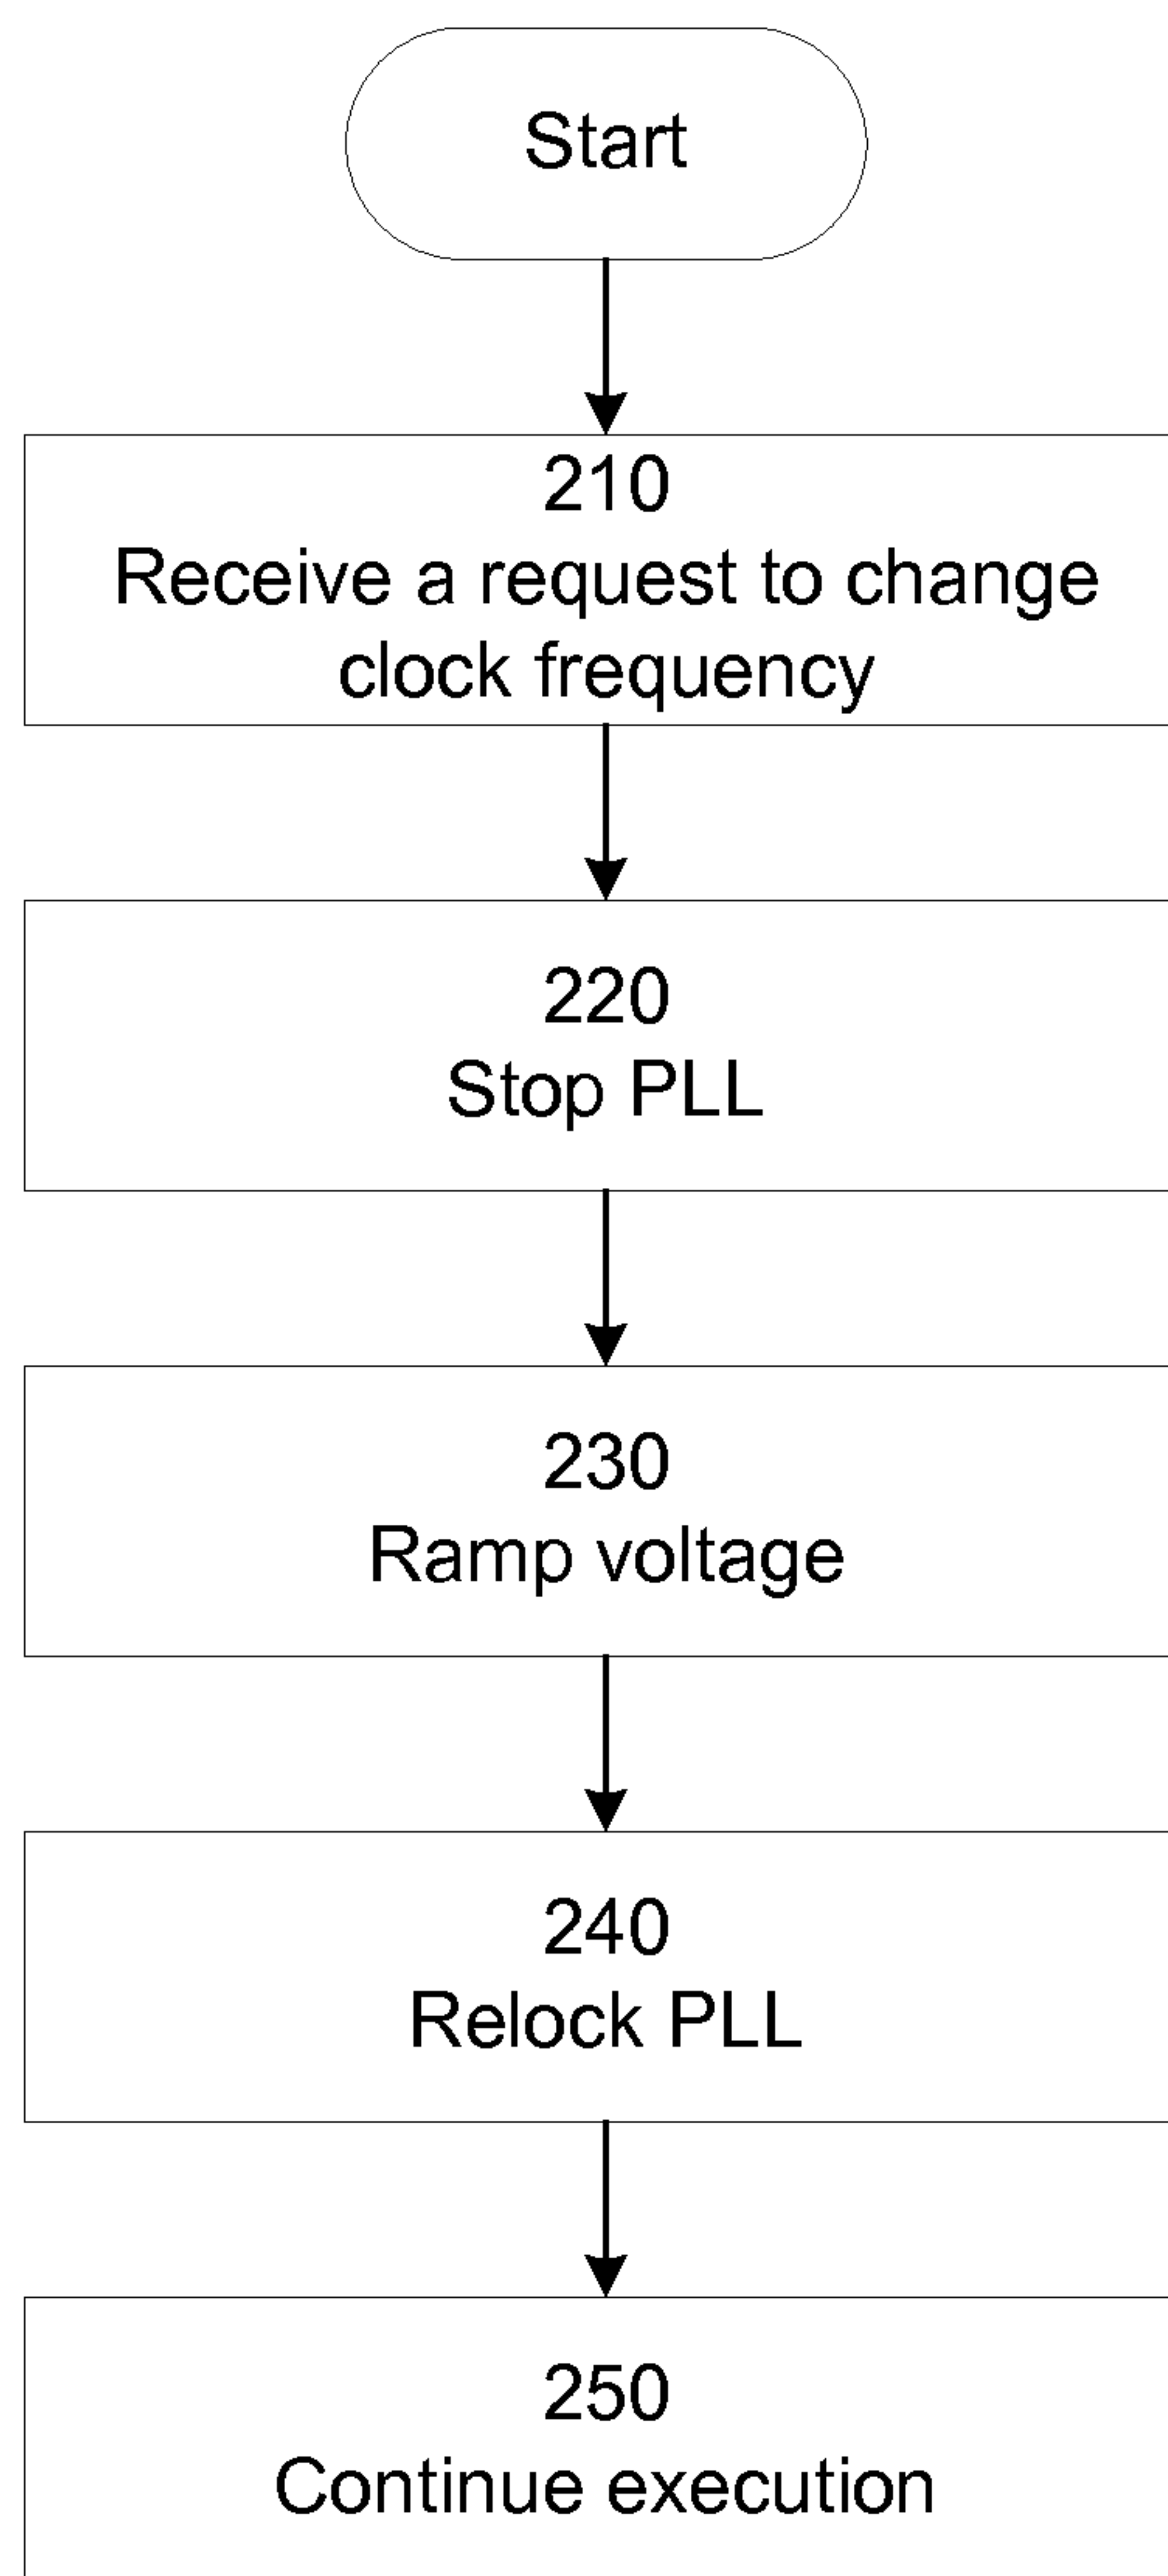 Start
210
Receive a request to change
clock frequency
220
Stop PLL
230
Ramp voltage
240
Relock PLL
250
Continue execution